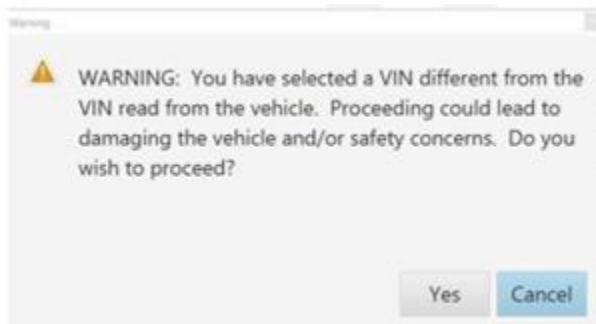 Warning
WARNING:  You have selected a VIN different from the
VIN read from the vehicle.  Proceeding could lead to
damaging the vehicle and/or safety concerns.  Do you
wish to proceed?
Yes
Cancel